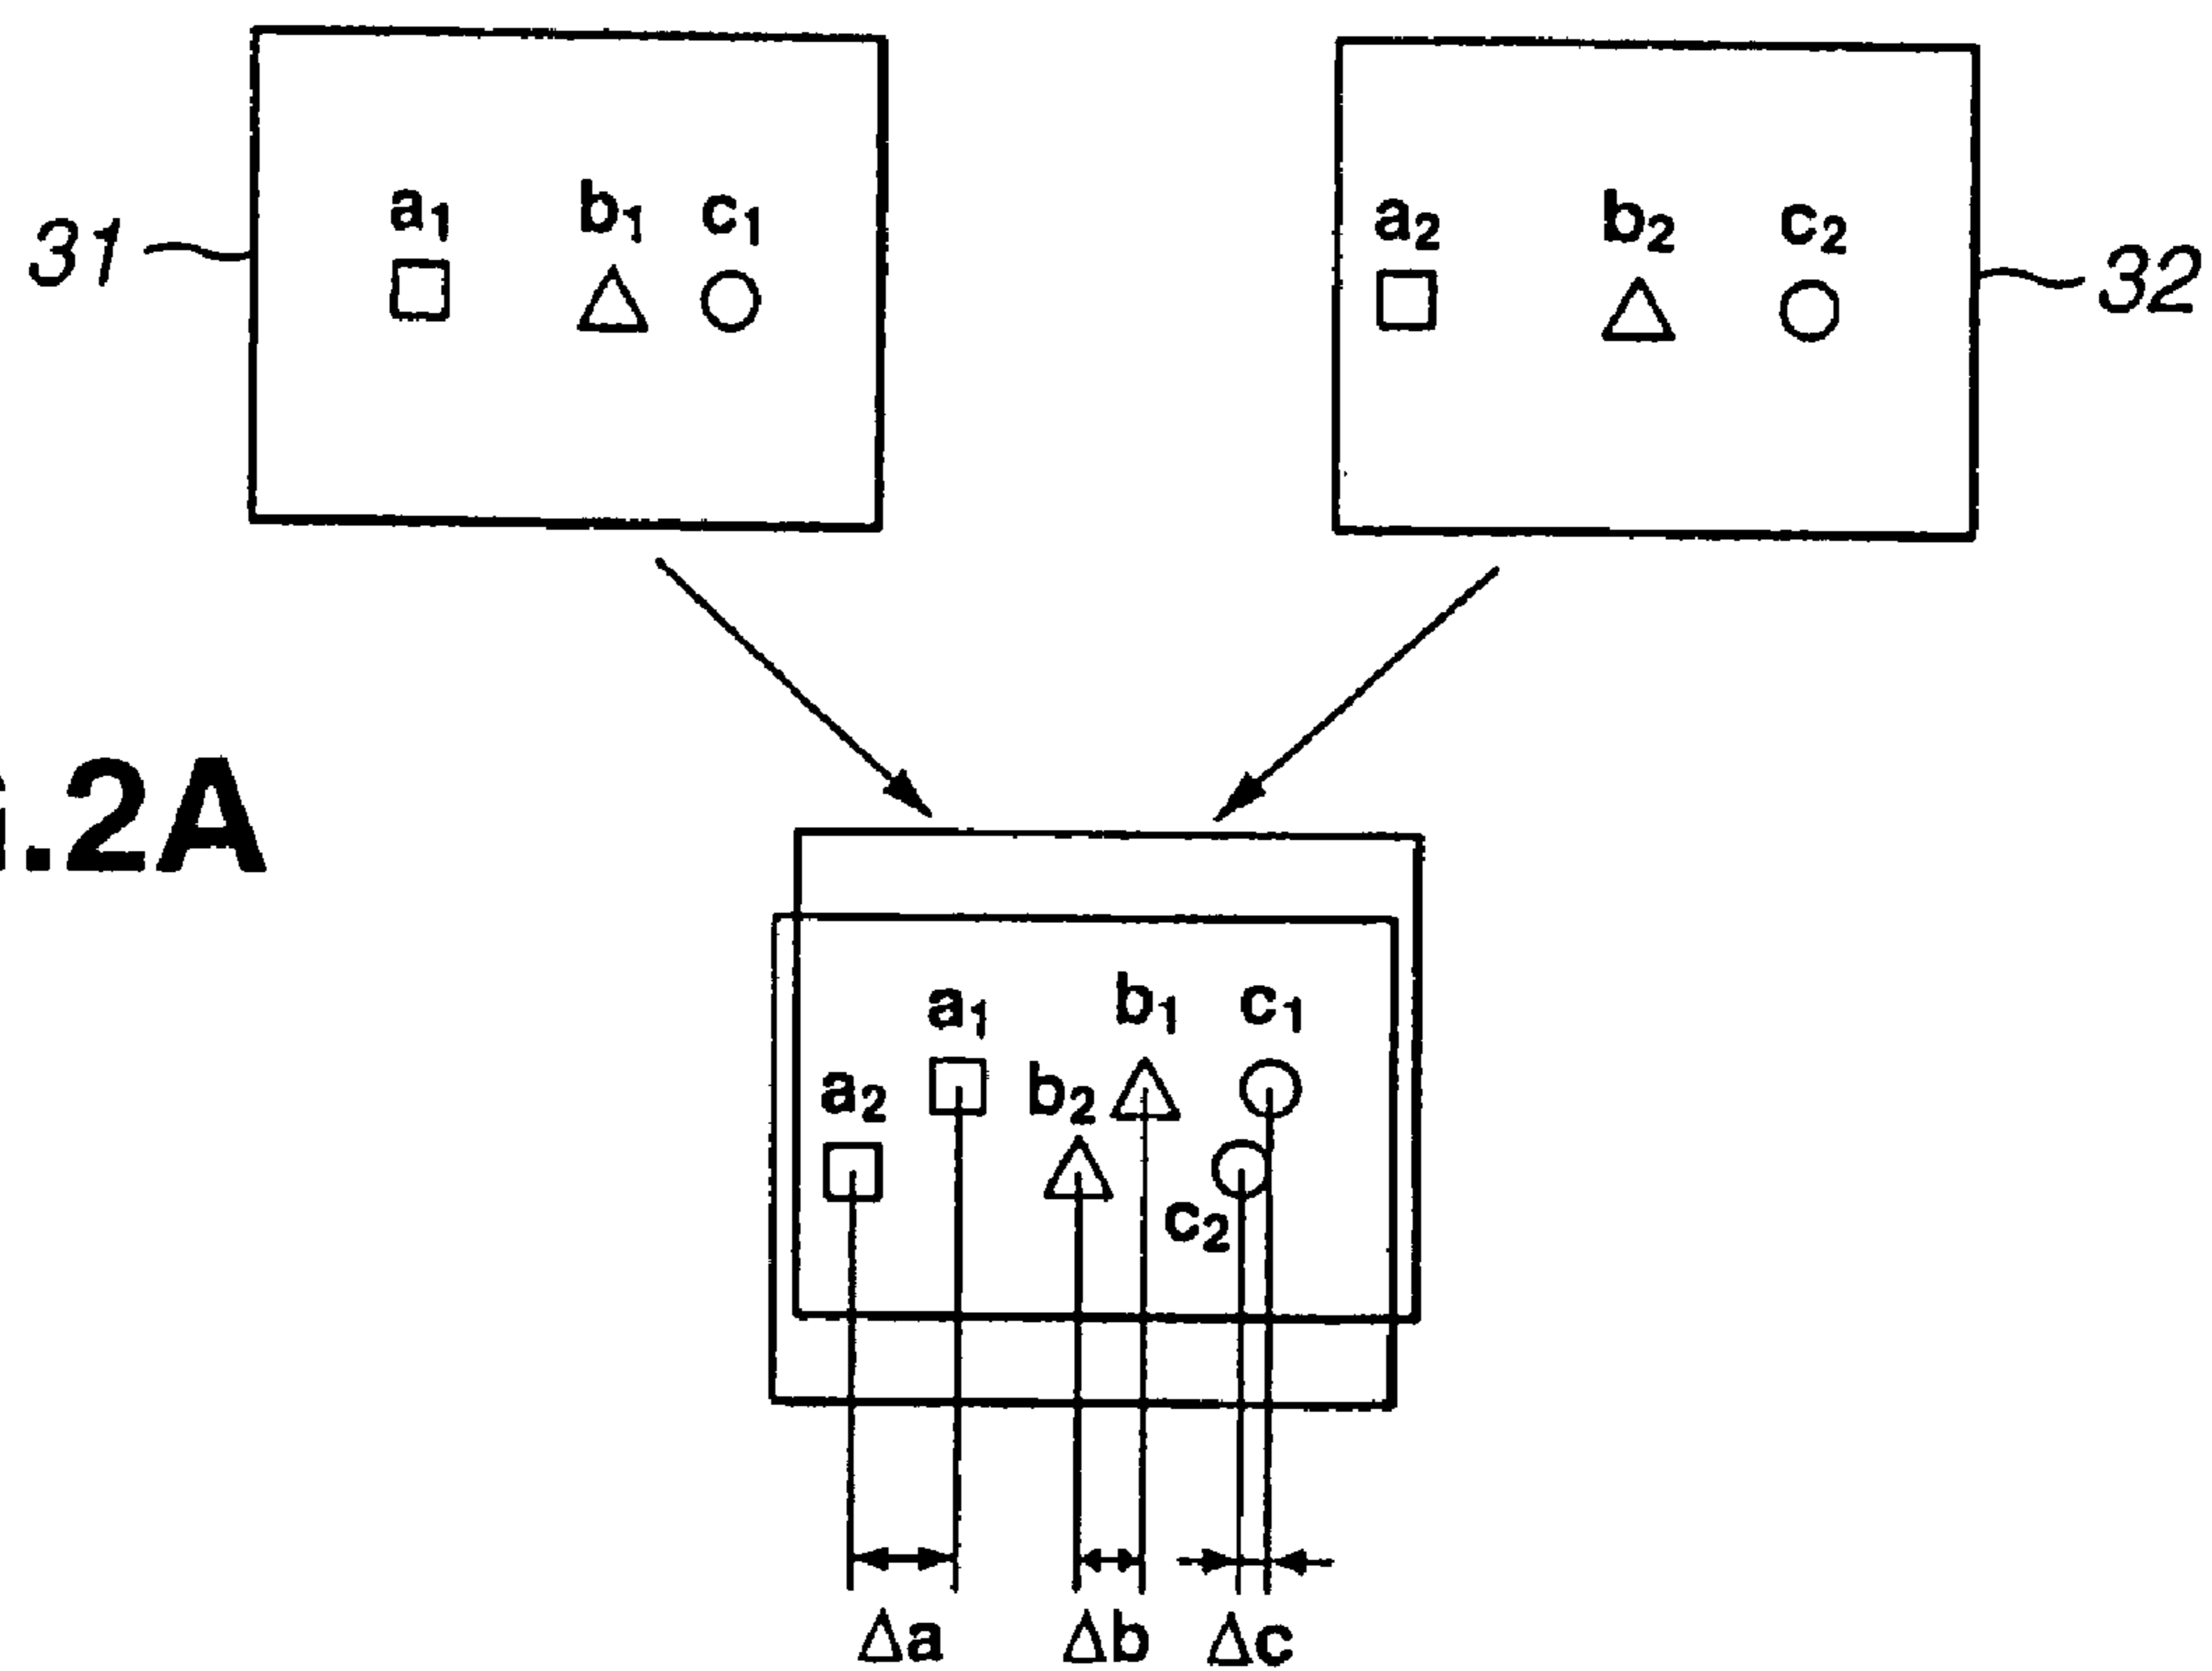 a₁ b₁ c₁
31
a₂ b₂ c₂
32
.2A
a₁ b₁ c₁
a₂ b₂
c₂
Δa Δb Δc